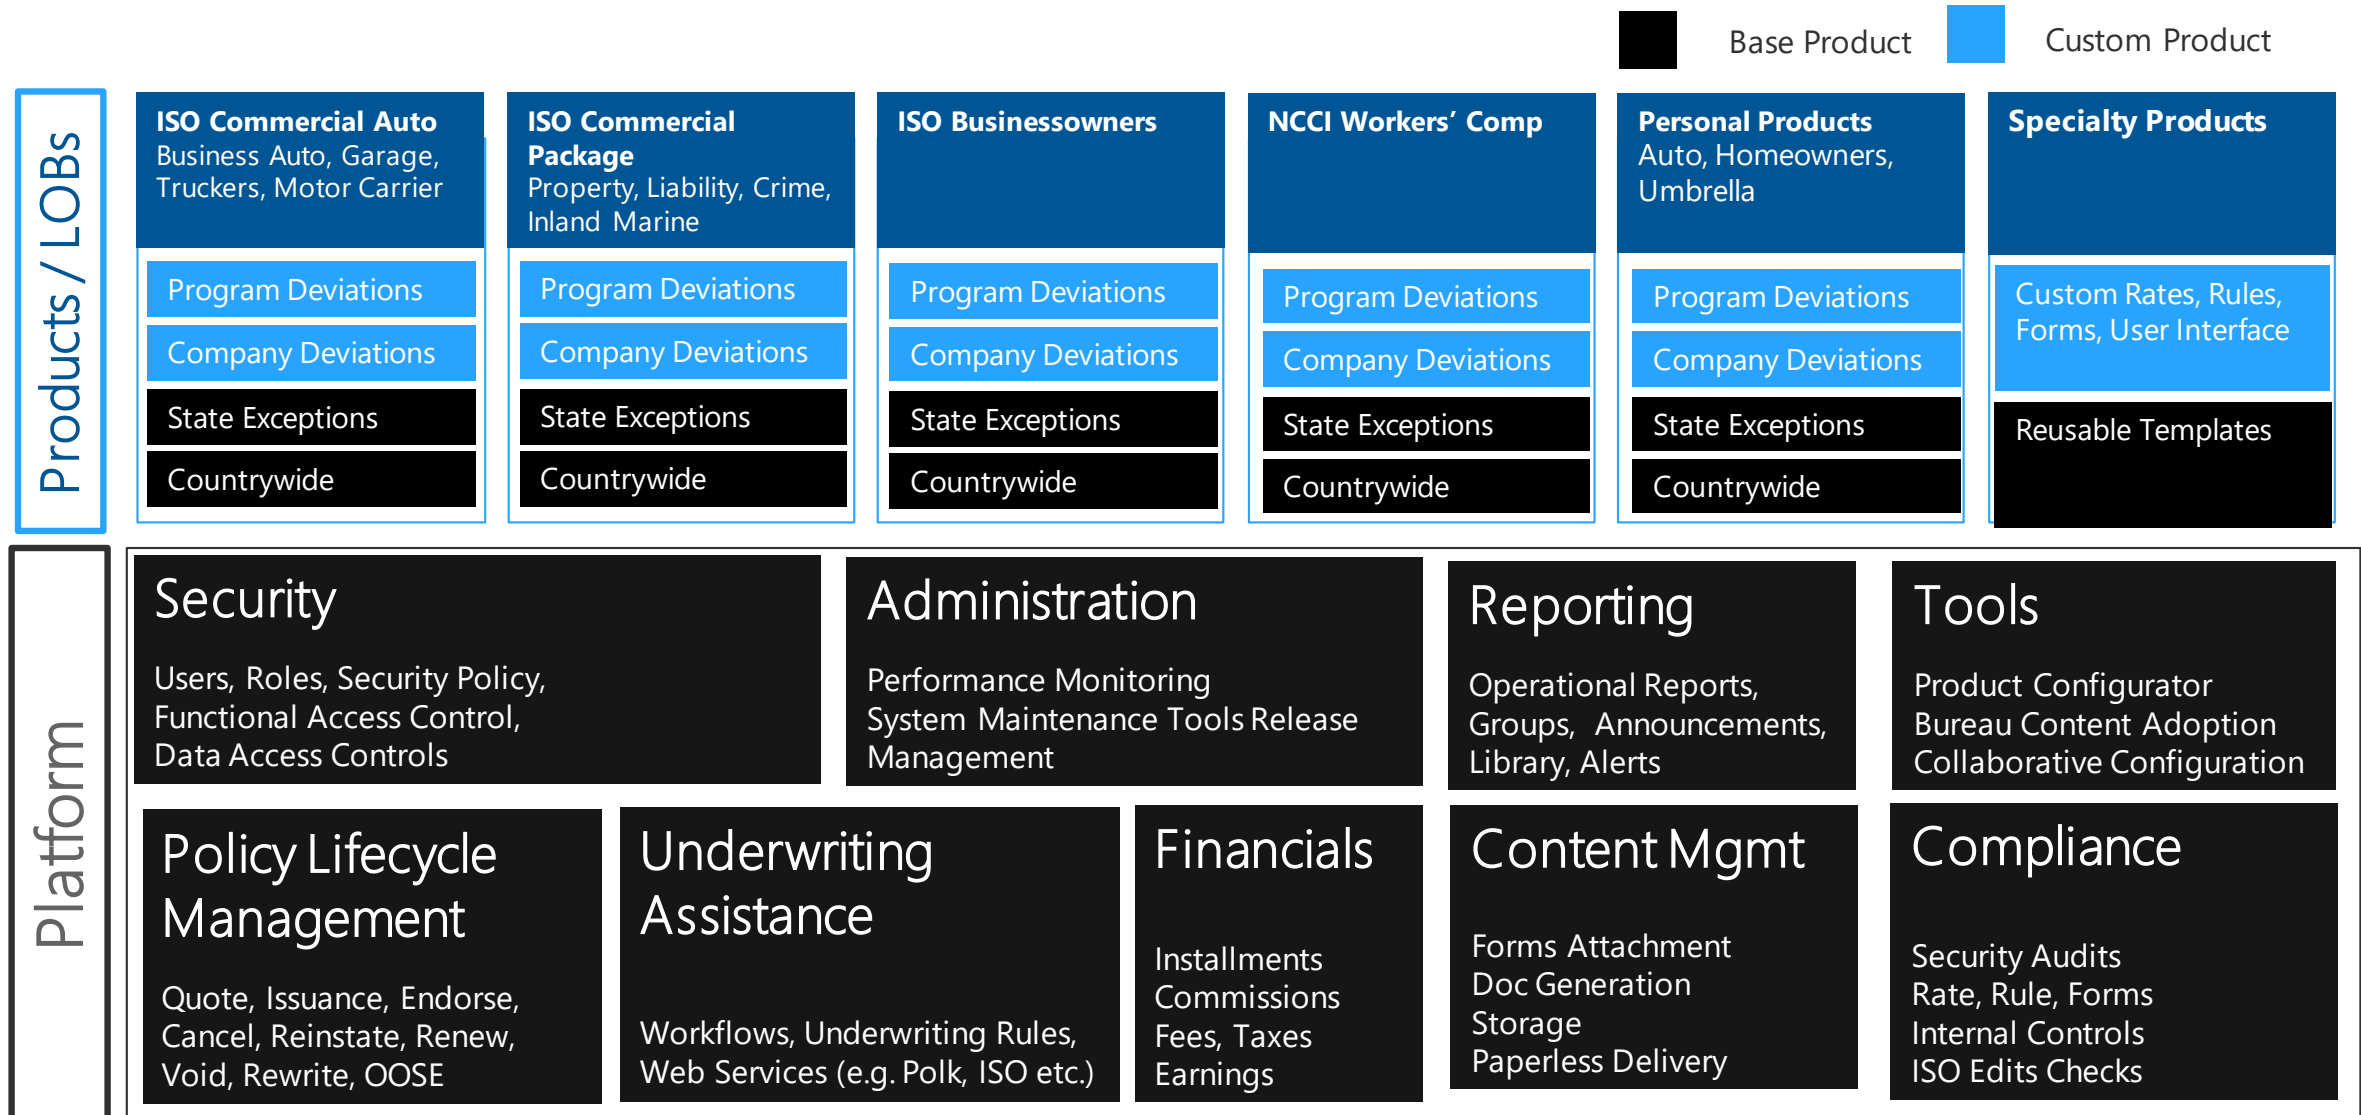 Base Product
Custom Product
Products / LOBs
ISO Commercial Auto
Business Auto, Garage,
Truckers, Motor Carrier
Program Deviations
Company Deviations
State Exceptions
Countrywide
ISO Commercial
Package
Property, Liability, Crime,
Inland Marine
Program Deviations
Company Deviations
State Exceptions
Countrywide
ISO Businessowners
Program Deviations
Company Deviations
State Exceptions
Countrywide
NCCI Workers’ Comp
Program Deviations
Company Deviations
State Exceptions
Countrywide
Personal Products
Auto, Homeowners,
Umbrella
Program Deviations
Company Deviations
State Exceptions
Countrywide
Specialty Products
Custom Rates, Rules,
Forms, User Interface
Reusable Templates
Platform
Security
Users, Roles, Security Policy,
Functional Access Control,
Data Access Controls
Administration
Performance Monitoring
System Maintenance Tools Release
Management
Reporting
Operational Reports,
Groups, Announcements,
Library, Alerts
Tools
Product Configurator
Bureau Content Adoption
Collaborative Configuration
Policy Lifecycle
Management
Quote, Issuance, Endorse,
Cancel, Reinstate, Renew,
Void, Rewrite, OOSE
Underwriting
Assistance
Workflows, Underwriting Rules,
Web Services (e.g. Polk, ISO etc.)
Financials
Installments
Commissions
Fees, Taxes
Earnings
Content Mgmt
Forms Attachment
Doc Generation
Storage
Paperless Delivery
Compliance
Security Audits
Rate, Rule, Forms
Internal Controls
ISO Edits Checks